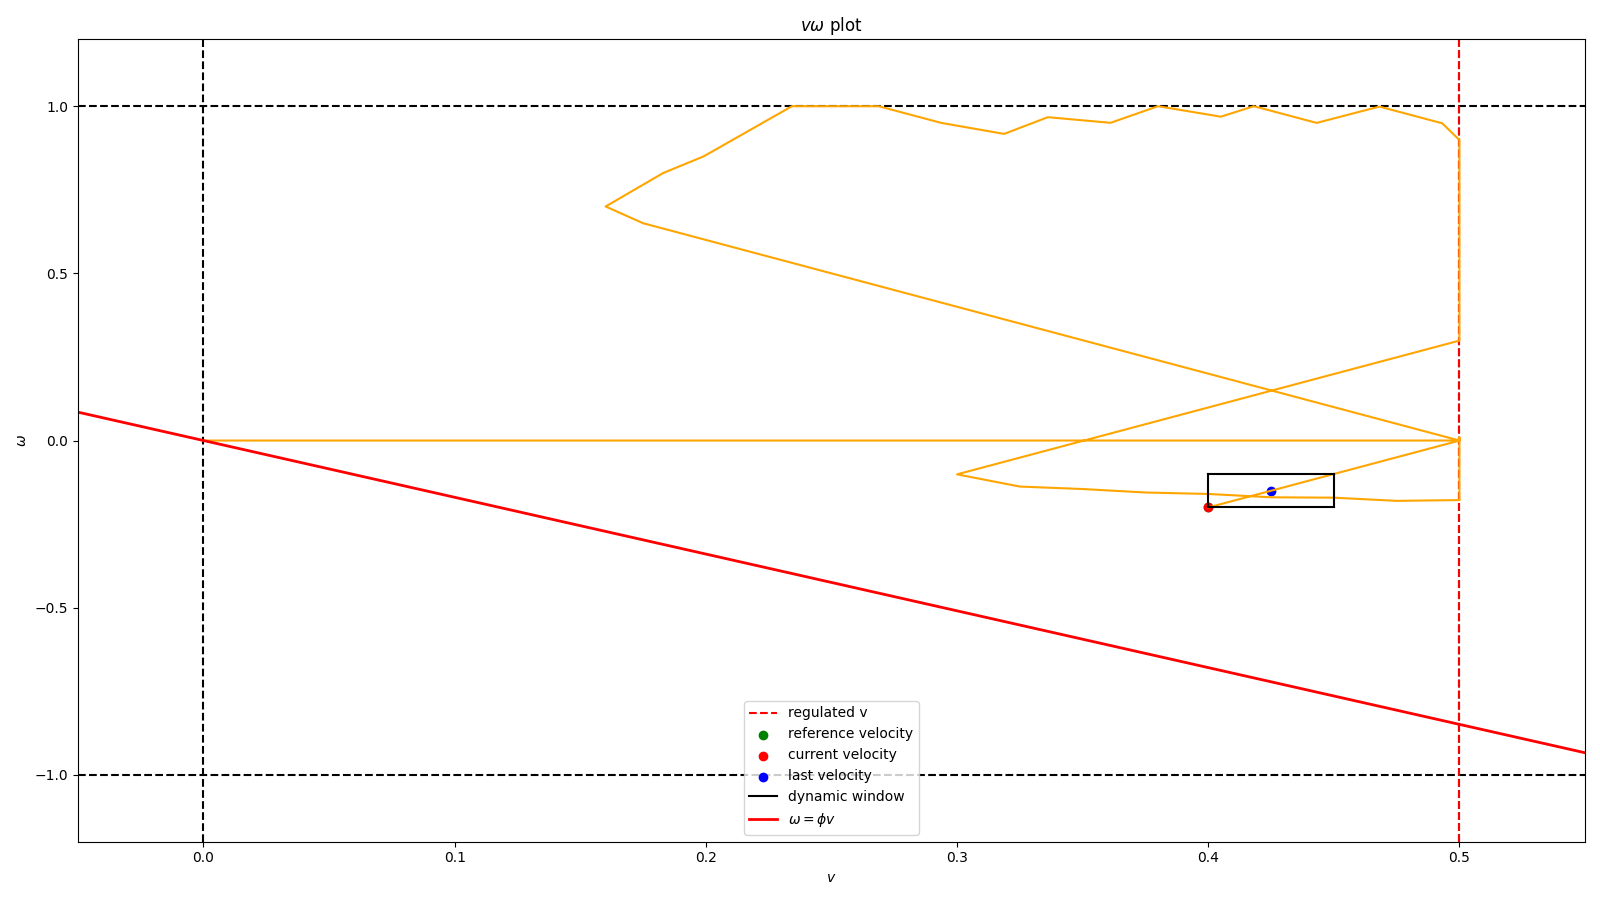 vω plot
1.0
0.5
0.0
−0.5
−1.0
ω
regulated v
reference velocity
current velocity
last velocity
dynamic window
ω = ϕv
0.0 0.1 0.2 0.3 0.4 0.5
v